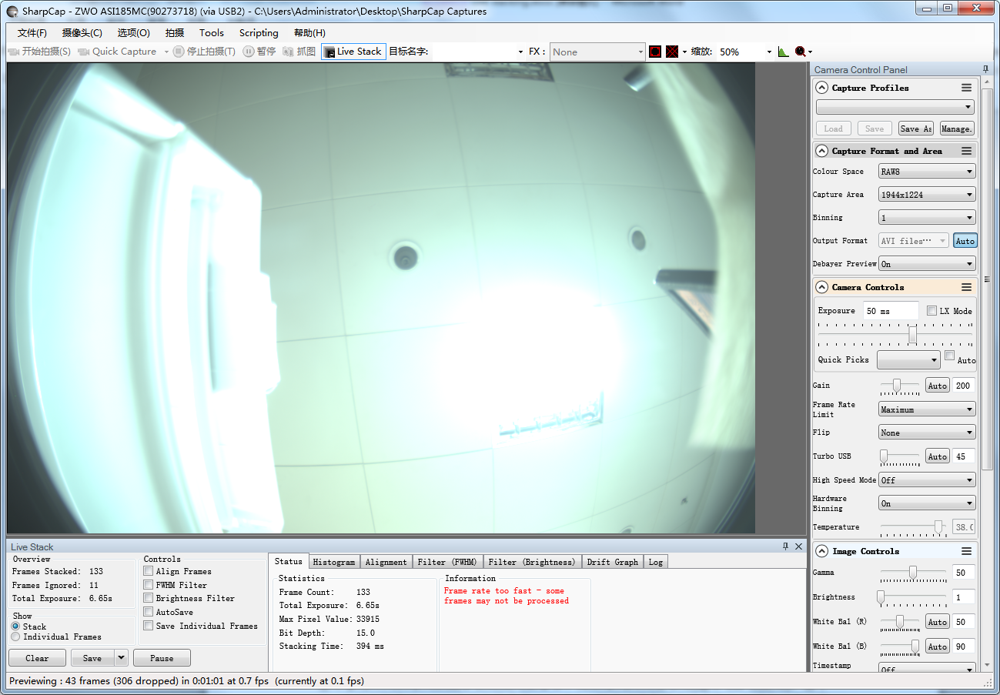 SharpCap - ZWO ASI185MC(90273718) (via USB2) - C:\Users\Administrator\Desktop\SharpCap Captures
文件(F) 摄像头(C) 选项(O) 拍摄 Tools Scripting 帮助(H)
开始拍摄(S) Quick Capture 停止拍摄(T) 暂停 抓图 Live Stack 目标名字: FX : None 缩放: 50%
Camera Control Panel
Capture Profiles
Load Save Save As Manage.
Capture Format and Area
Colour Space RAW8
Capture Area 1944x1224
Binning 1
Output Format AVI files··· Auto
Debayer Preview On
Camera Controls
Exposure 50 ms LX Mode
Quick Picks Auto
Gain Auto 200
Frame Rate
Limit Maximum
Flip None
Turbo USB Auto 45
High Speed Mode Off
Hardware
Binning On
Temperature 38.
Image Controls
Gamma 50
Brightness 1
White Bal (R) Auto 50
White Bal (B) Auto 90
Timestamp Off
Live Stack
Overview
Frames Stacked: 133
Frames Ignored: 11
Total Exposure: 6.65s
Show
Stack
Individual Frames
Controls
Align Frames
FWHM Filter
Brightness Filter
AutoSave
Save Individual Frames
Clear Save Pause
Status Histogram Alignment Filter (FWHM) Filter (Brightness) Drift Graph Log
Statistics
Frame Count: 133
Total Exposure: 6.65s
Max Pixel Value: 33915
Bit Depth: 15.0
Stacking Time: 394 ms
Information
Frame rate too fast - some
frames may not be processed
Previewing : 43 frames (306 dropped) in 0:01:01 at 0.7 fps (currently at 0.1 fps)